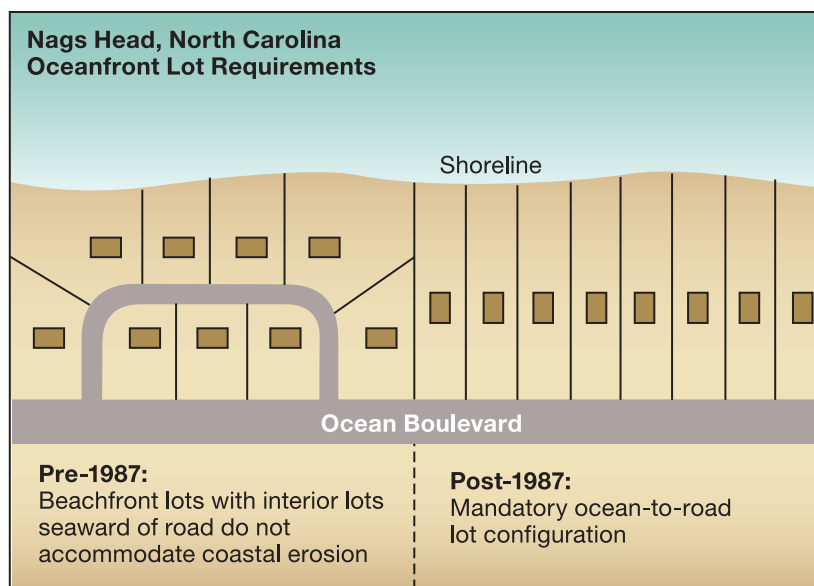 Nags Head, North Carolina
Oceanfront Lot Requirements
Shoreline
Ocean Boulevard
Pre-1987:
Beachfront lots with interior lots
seaward of road do not
accommodate coastal erosion
Post-1987:
Mandatory ocean-to-road
lot configuration